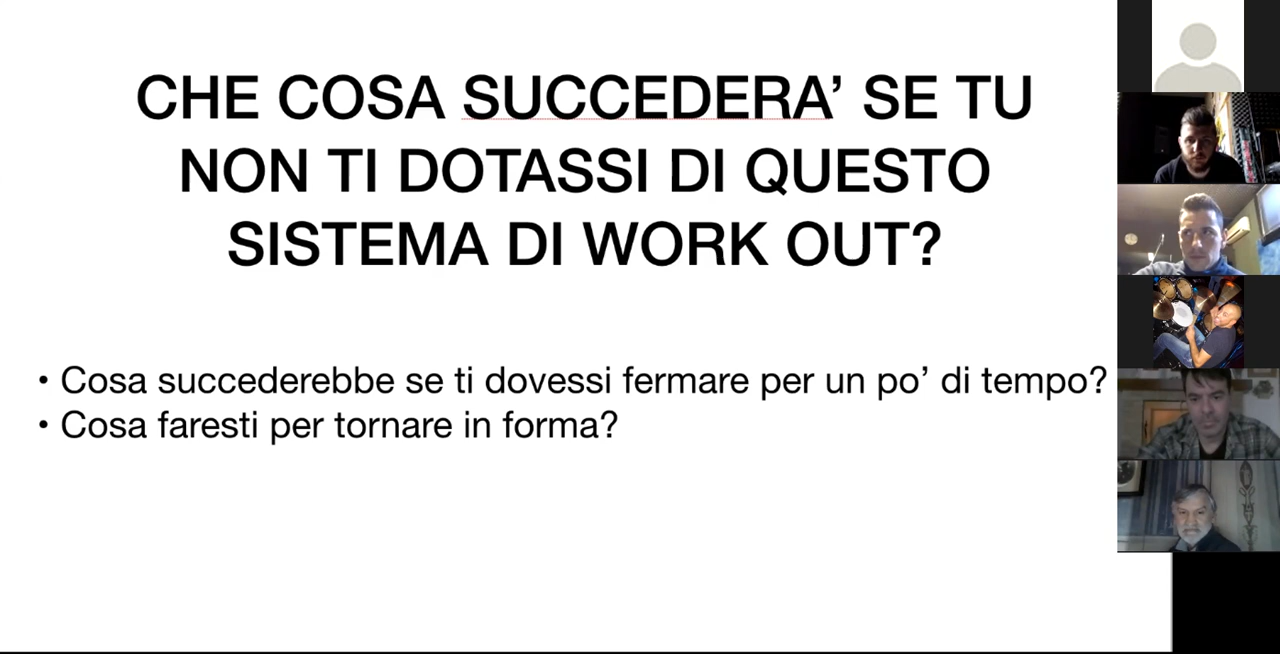 CHE COSA SUCCEDERA’ SE TU
NON TI DOTASSI DI QUESTO
SISTEMA DI WORK OUT?
• Cosa succederebbe se ti dovessi fermare per un po’ di tempo?
• Cosa faresti per tornare in forma?